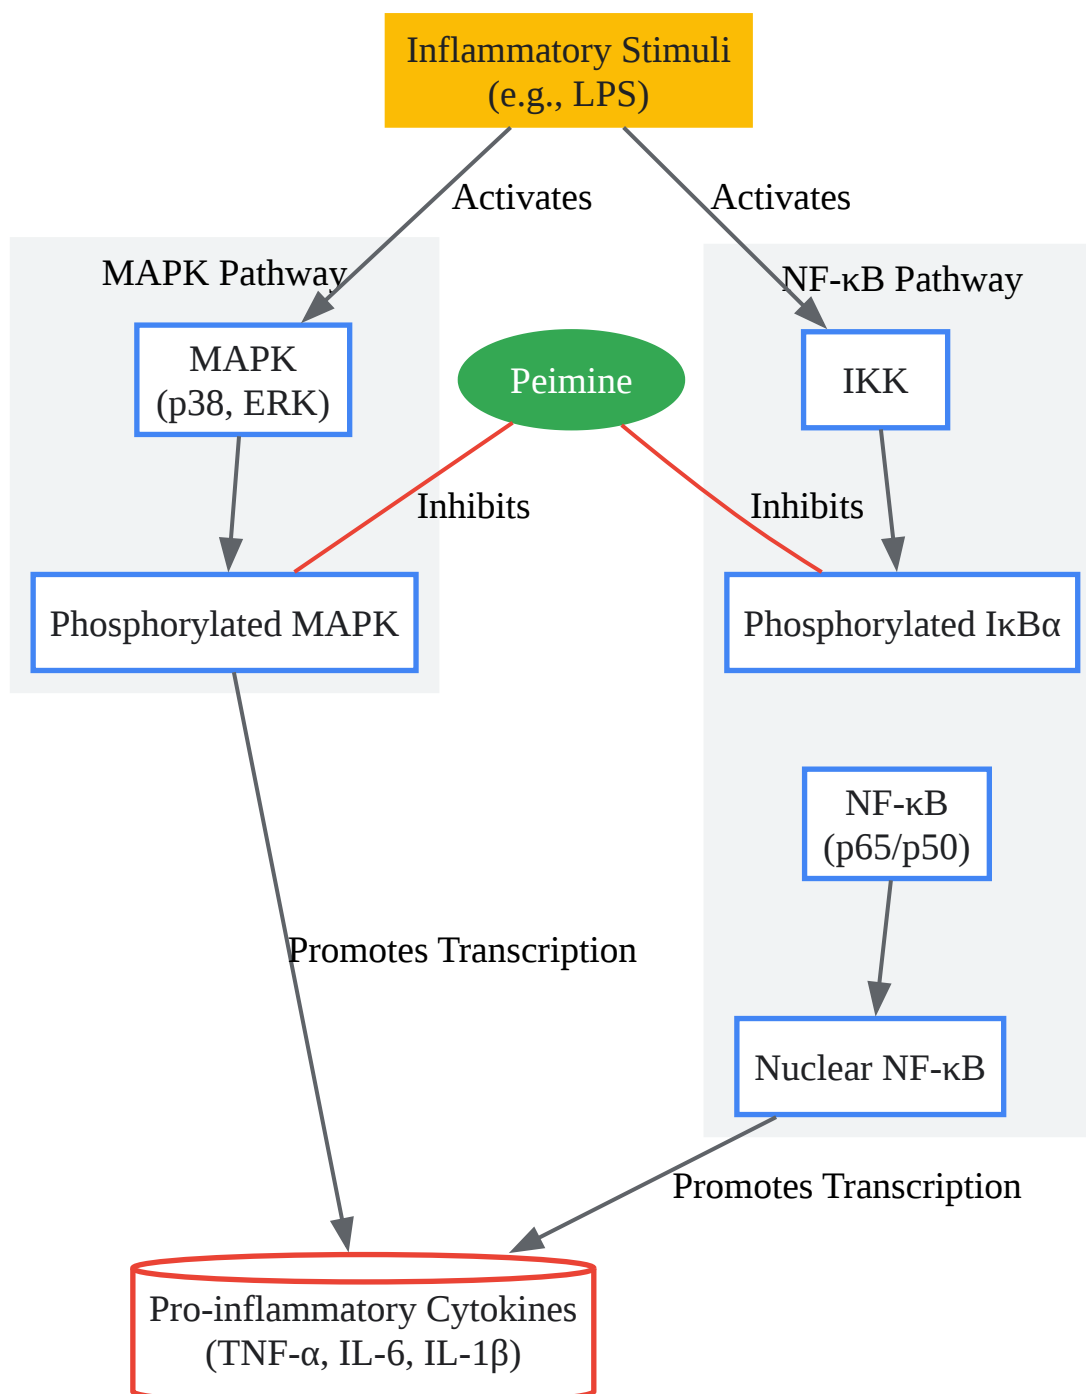 Inflammatory Stimuli
(e.g., LPS)
Activates
Activates
MAPK Pathway
NF-κB Pathway
MAPK
(p38, ERK)
Peimine
IKK
Inhibits
Inhibits
Phosphorylated MAPK
Phosphorylated IκBα
NF-κB
(p65/p50)
Promotes Transcription
Nuclear NF-κB
Promotes Transcription
Pro-inflammatory Cytokines
(TNF-α, IL-6, IL-1β)